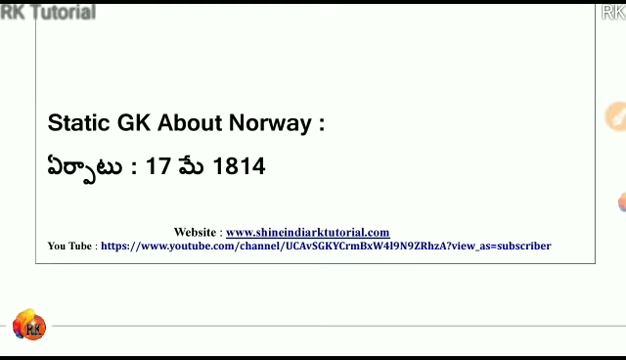 RK Tutorial
RK
Static GK About Norway :
ఏర్పాటు : 17 మే 1814
Website : www.shineindiarktutorial.com
You Tube : https://www.youtube.com/channel/UCAvSGKYCrmBxW4I9N9ZRhzA?view_as=subscriber
RK